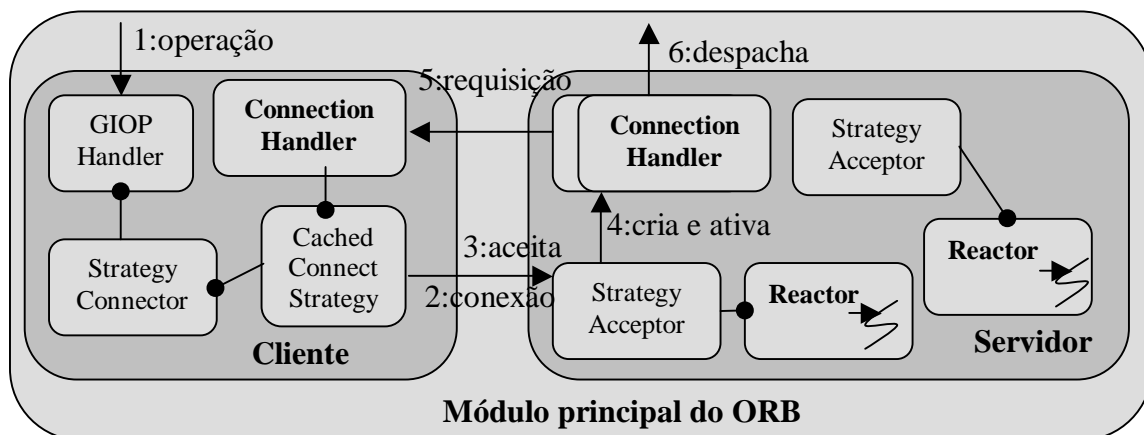 1:operação
6:despacha
5:requisição
GIOP
Handler
Connection
Handler
Connection
Handler
Strategy
Acceptor
Strategy
Connector
Cached
Connect
Strategy
3:aceita
2:conexão
4:cria e ativa
Strategy
Acceptor
Reactor
Reactor
Cliente
Servidor
Módulo principal do ORB